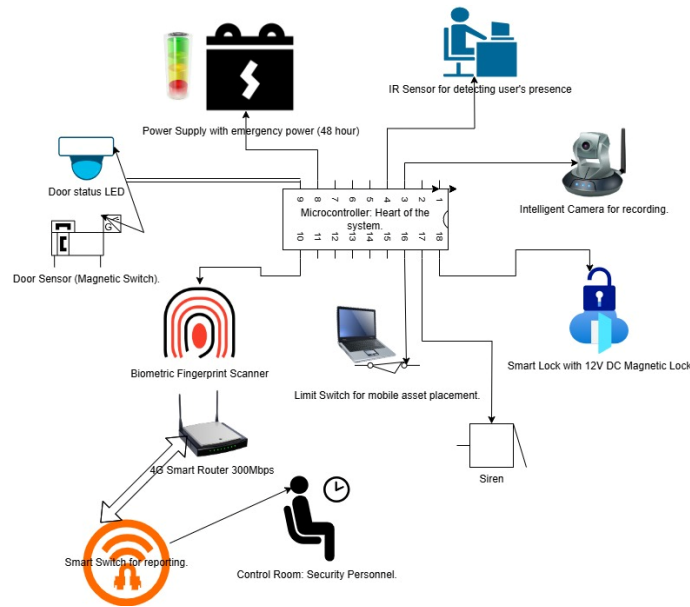 Power Supply with emergency power (48 hour)
IR Sensor for detecting user's presence
Door status LED
Intelligent Camera for recording.
9 8 7 6 5 4 3 2 1
Microcontroller: Heart of the
system.
10 11 12 13 14 15 16 17 18
G
Door Sensor (Magnetic Switch).
Biometric Fingerprint Scanner
Limit Switch for mobile asset placement.
Smart Lock with 12V DC Magnetic Lock
4G Smart Router 300Mbps
Siren
Smart Switch for reporting.
Control Room: Security Personnel.